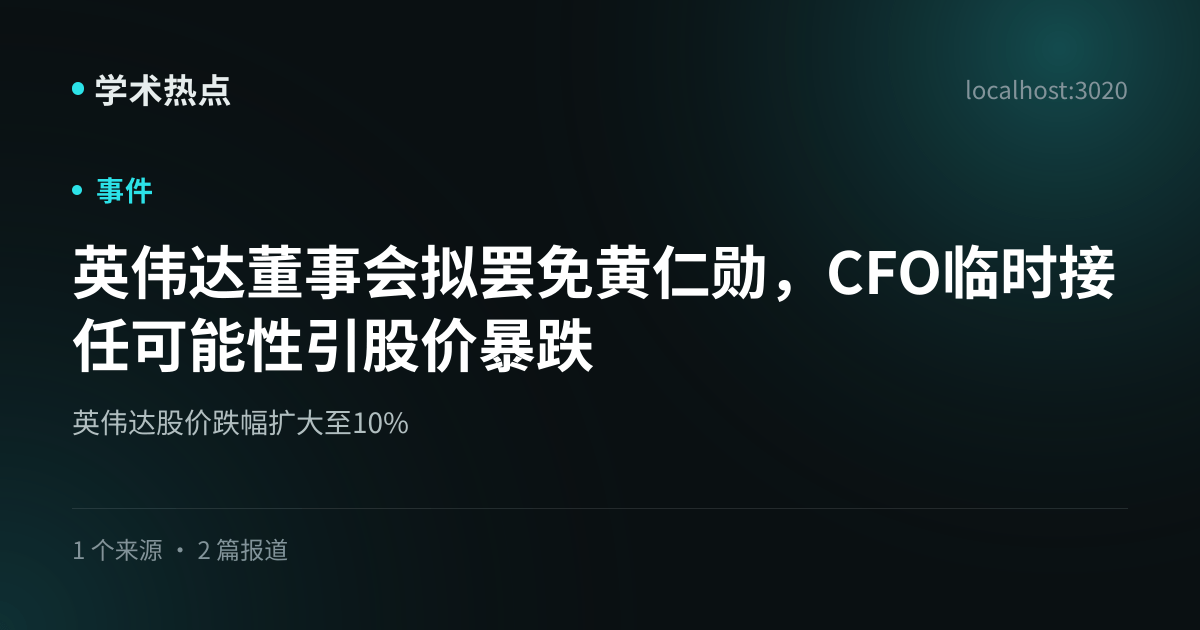 学术热点
localhost:3020
事件
英伟达董事会拟罢免黄仁勋，CFO临时接
任可能性引股价暴跌
英伟达股价跌幅扩大至10%
1 个来源 · 2 篇报道